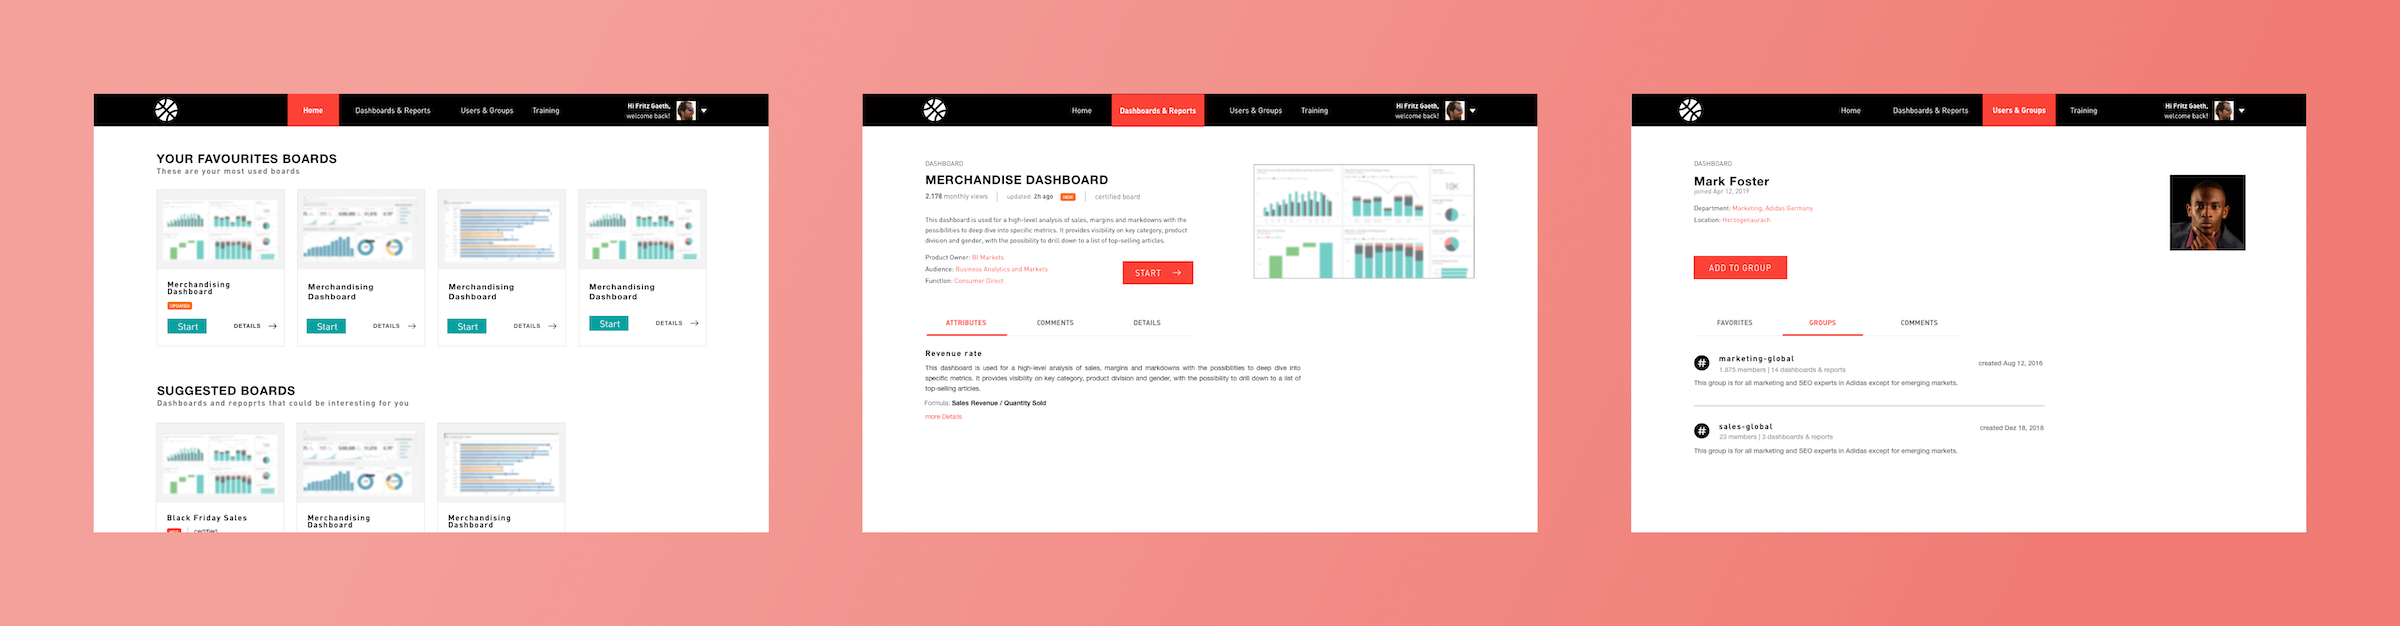 Home
Dashboards & Reports
Users & Groups
Training
Hi Fritz Gaeth,
welcome back!
YOUR FAVOURITES BOARDS
These are your most used boards
Merchandising
Dashboard
UPDATED
Start
DETAILS
Merchandising
Dashboard
Start
DETAILS
Merchandising
Dashboard
Start
DETAILS
Merchandising
Dashboard
Start
DETAILS
SUGGESTED BOARDS
Dashboards and repoprts that could be interesting for you
Black Friday Sales
certified
Merchandising
Dashboard
Merchandising
Dashboard
Home
Dashboards & Reports
Users & Groups
Training
Hi Fritz Gaeth,
welcome back!
DASHBOARD
MERCHANDISE DASHBOARD
2,178 monthly views
updated: 2h ago
NEW
certified board
This dashboard is used for a high-level analysis of sales, margins and markdowns with the
possibilities to deep dive into specific metrics. It provides visibility on key category, product
division and gender, with the possibility to drill down to a list of top-selling articles.
Product Owner: BI Markets
Audience: Business Analytics and Markets
Function: Consumer Direct
START
10K
ATTRIBUTES
COMMENTS
DETAILS
Revenue rate
This dashboard is used for a high-level analysis of sales, margins and markdowns with the possibilities to deep dive into
specific metrics. It provides visibility on key category, product division and gender, with the possibility to drill down to a list of
top-selling articles.
Formula: Sales Revenue / Quantity Sold
more Details
Home
Dashboards & Reports
Users & Groups
Training
Hi Fritz Gaeth,
welcome back!
DASHBOARD
Mark Foster
joined Apr 12, 2019
Department: Marketing, Adidas Germany
Location: Herzogenaurach
ADD TO GROUP
FAVORITES
GROUPS
COMMENTS
# marketing-global
created Aug 12, 2016
1.875 members | 14 dashboards & reports
This group is for all marketing and SEO experts in Adidas except for emerging markets.
# sales-global
created Dez 18, 2018
23 members | 3 dashboards & reports
This group is for all marketing and SEO experts in Adidas except for emerging markets.